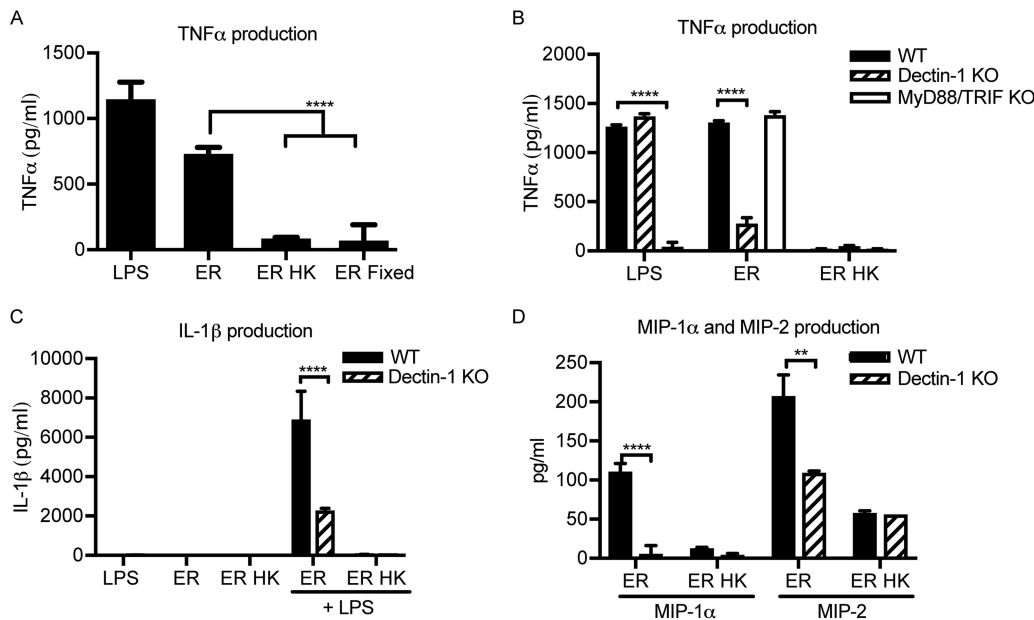 A
TNFα production
TNFα (pg/ml)
1500
1000
500
0
****
LPS
ER
ER HK
ER Fixed
B
TNFα production
TNFα (pg/ml)
2000
1500
1000
500
0
****
****
WT
Dectin-1 KO
MyD88/TRIF KO
LPS
ER
ER HK
C
IL-1β production
IL-1β (pg/ml)
10000
8000
6000
4000
2000
0
****
WT
Dectin-1 KO
LPS
ER
ER HK
ER
ER HK
+ LPS
D
MIP-1α and MIP-2 production
pg/ml
250
200
150
100
50
0
****
**
WT
Dectin-1 KO
ER
ER HK
ER
ER HK
MIP-1α
MIP-2